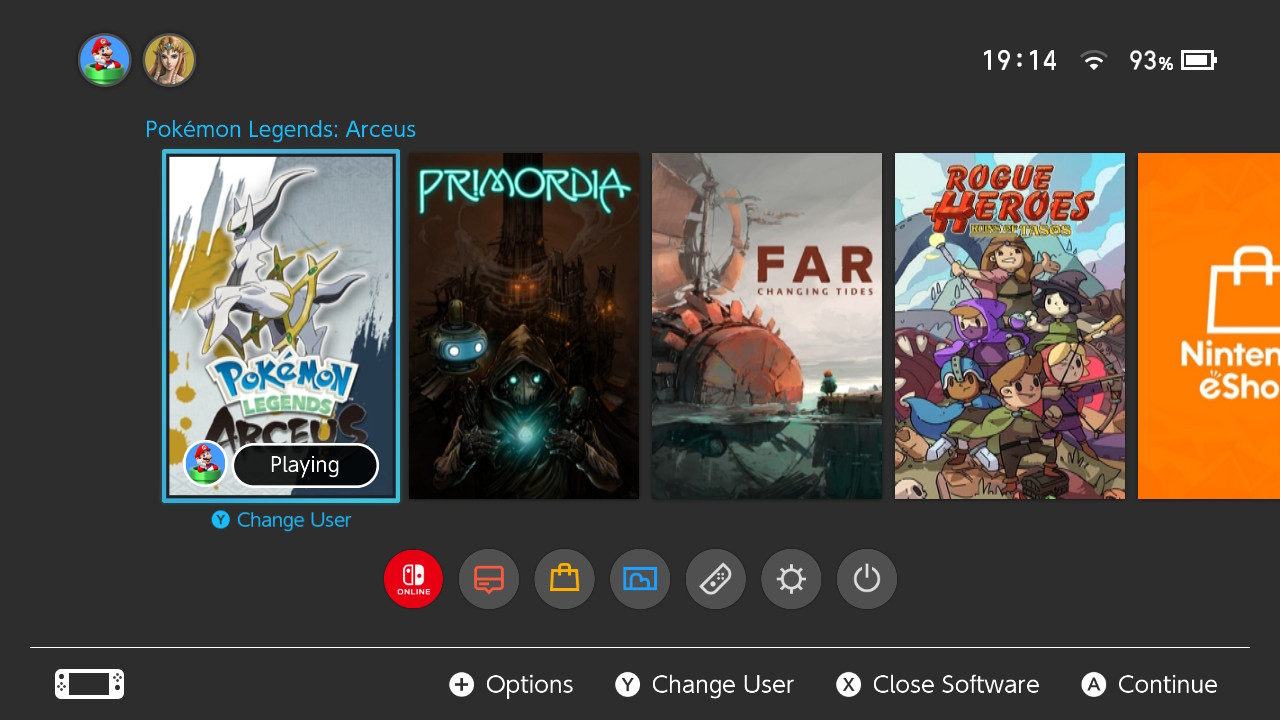 19:14 93%
Pokémon Legends: Arceus
POKéMON
LEGENDS
ARCEUS
Playing
PRIMORDIA
FAR
CHANGING TIDES
ROGUE
HEROES
RUINS OF TASOS
Ninten
eSho
Y Change User
ONLINE
+ Options Y Change User X Close Software A Continue